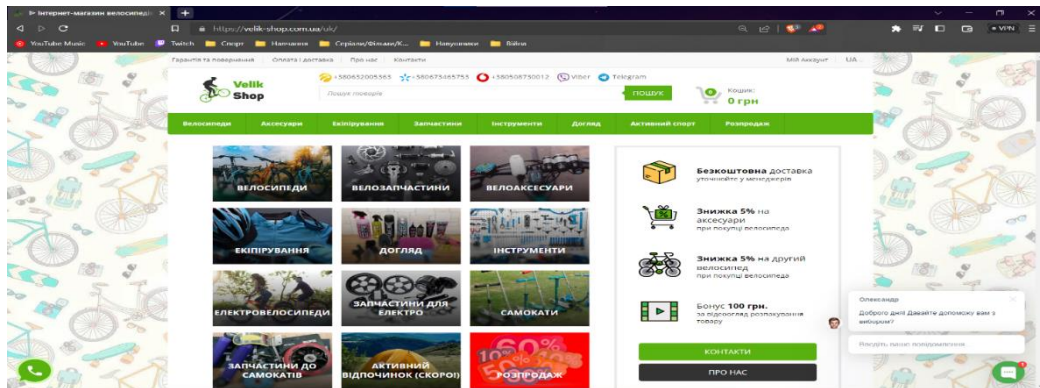 Інтернет-магазин велосипедів
https://velik-shop.com.ua/uk/
VPN
YouTube Music YouTube Twitch Спорт Навчання Серіали/Фільми/К... Навушники Війна
Гарантія та повернення Оплата і доставка Про нас Контакти Мій Аккаунт UA
+380632005363 +380673465753 +380508730012 Viber Telegram
Velik
Shop
Пошук товарів ПОШУК
Кошик:
0 грн
0
Велосипеди Аксесуари Екіпірування Запчастини Інструменти Догляд Активний спорт Розпродаж
ВЕЛОСИПЕДИ ВЕЛОЗАПЧАСТИНИ ВЕЛОАКСЕСУАРИ
ЕКІПІРУВАННЯ ДОГЛЯД ІНСТРУМЕНТИ
ЕЛЕКТРОВЕЛОСИПЕДИ
ЗАПЧАСТИНИ ДЛЯ
ЕЛЕКТРО
САМОКАТИ
ЗАПЧАСТИНИ ДО
САМОКАТІВ
АКТИВНИЙ
ВІДПОЧИНОК (СКОРО!)
РОЗПРОДАЖ
Безкоштовна доставка
уточнюйте у менеджерів
Знижка 5% на
аксесуари
при покупці велосипеда
Знижка 5% на другий
велосипед
при покупці велосипеда
Бонус 100 грн.
за відеоогляд розпакування
товару
КОНТАКТИ
ПРО НАС
Олександр
Доброго дня! Давайте допоможу вам з
вибором?
Введіть ваше повідомлення